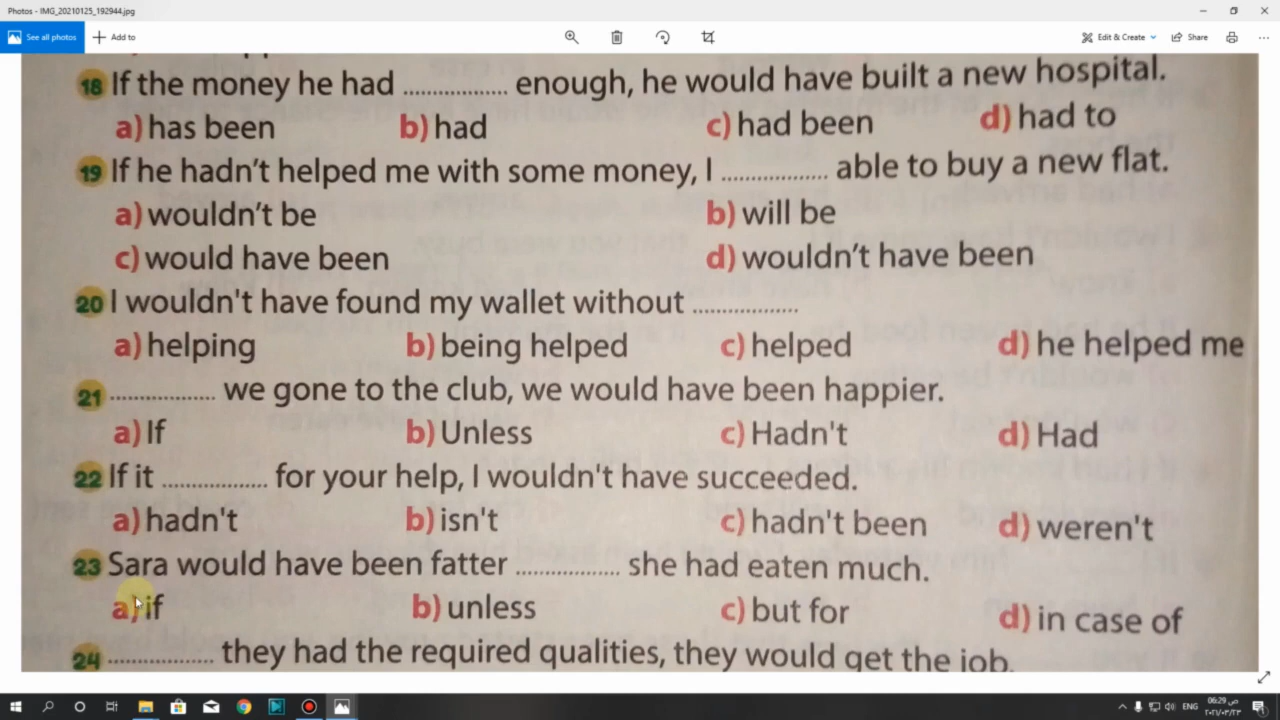 Photos - IMG_20210125_192944.jpg
See all photos
Add to
Edit & Create
Share
18 If the money he had ............... enough, he would have built a new hospital.
a) has been b) had c) had been d) had to
19 If he hadn't helped me with some money, I ............... able to buy a new flat.
a) wouldn't be b) will be
c) would have been d) wouldn't have been
20 I wouldn't have found my wallet without ...............
a) helping b) being helped c) helped d) he helped me
21 ............... we gone to the club, we would have been happier.
a) If b) Unless c) Hadn't d) Had
22 If it ............... for your help, I wouldn't have succeeded.
a) hadn't b) isn't c) hadn't been d) weren't
23 Sara would have been fatter ............... she had eaten much.
a) if b) unless c) but for d) in case of
24 ............... they had the required qualities, they would get the job.
ENG
06:29 ص
٢٠٢١/٠٣/٢٣